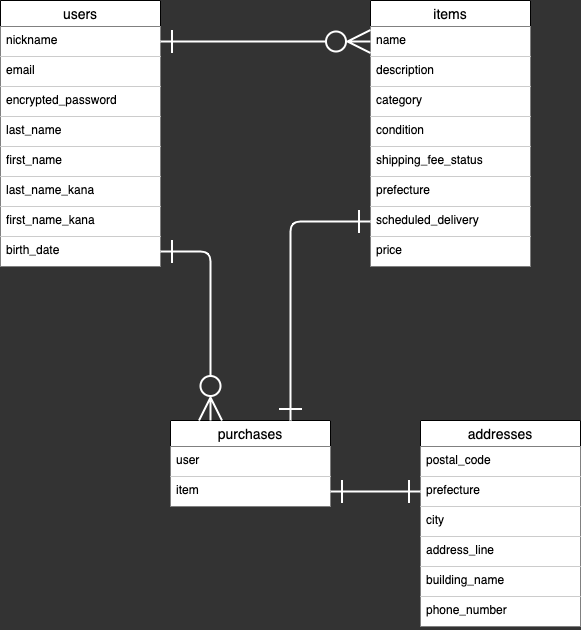 users
nickname
email
encrypted_password
last_name
first_name
last_name_kana
first_name_kana
birth_date
items
name
description
category
condition
shipping_fee_status
prefecture
scheduled_delivery
price
purchases
user
item
addresses
postal_code
prefecture
city
address_line
building_name
phone_number